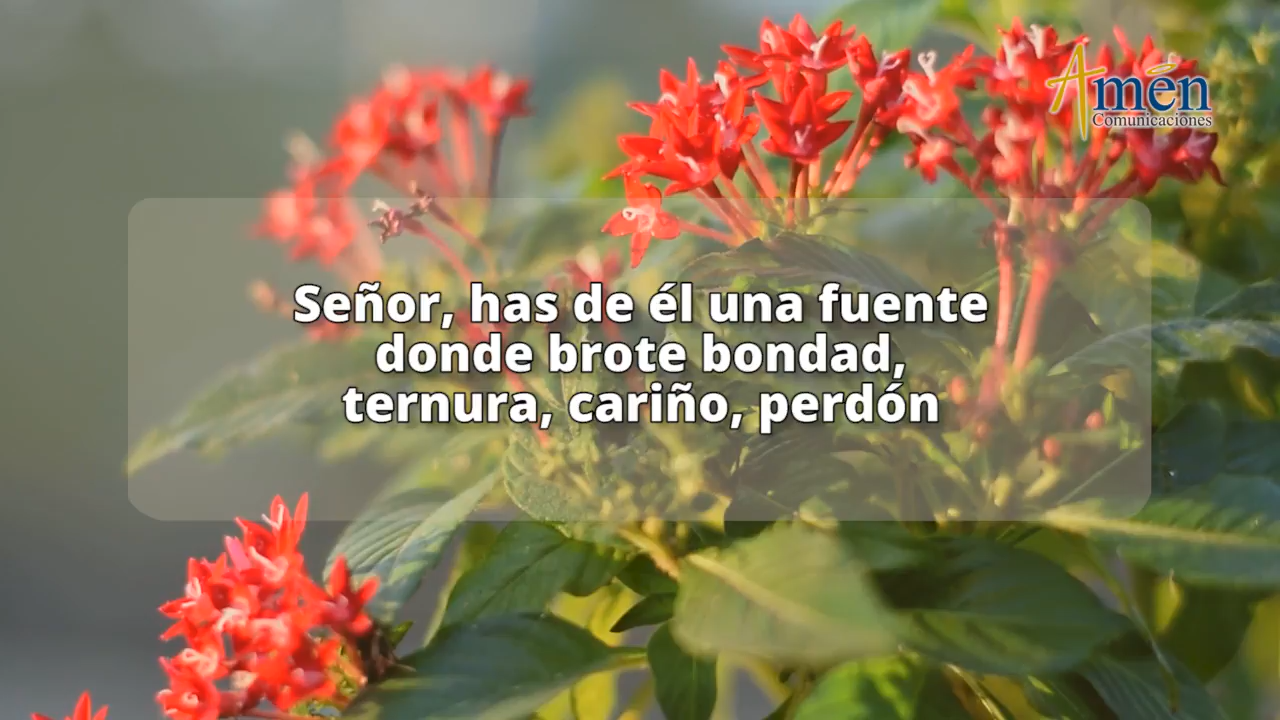 Amén
Comunicaciones
Señor, has de él una fuente
donde brote bondad,
ternura, cariño, perdón